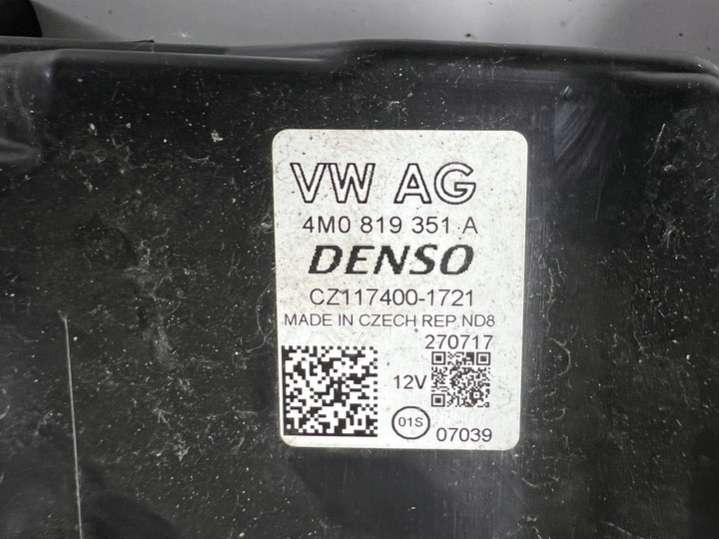 VW AG
4M0 819 351 A
DENSO
CZ117400-1721
MADE IN CZECH REP ND8
270717
12V
01S
07039